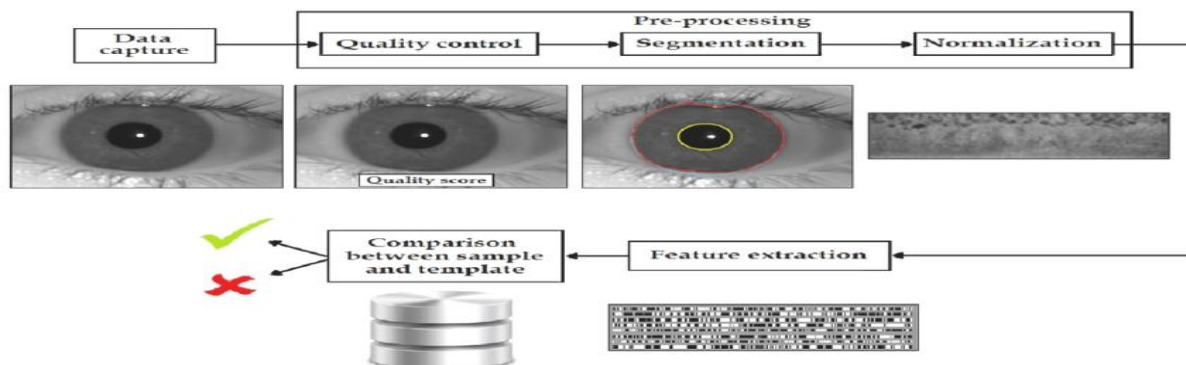 Pre-processing
Data
capture
Quality control
Segmentation
Normalization
Quality score
Comparison
between sample
and template
Feature extraction